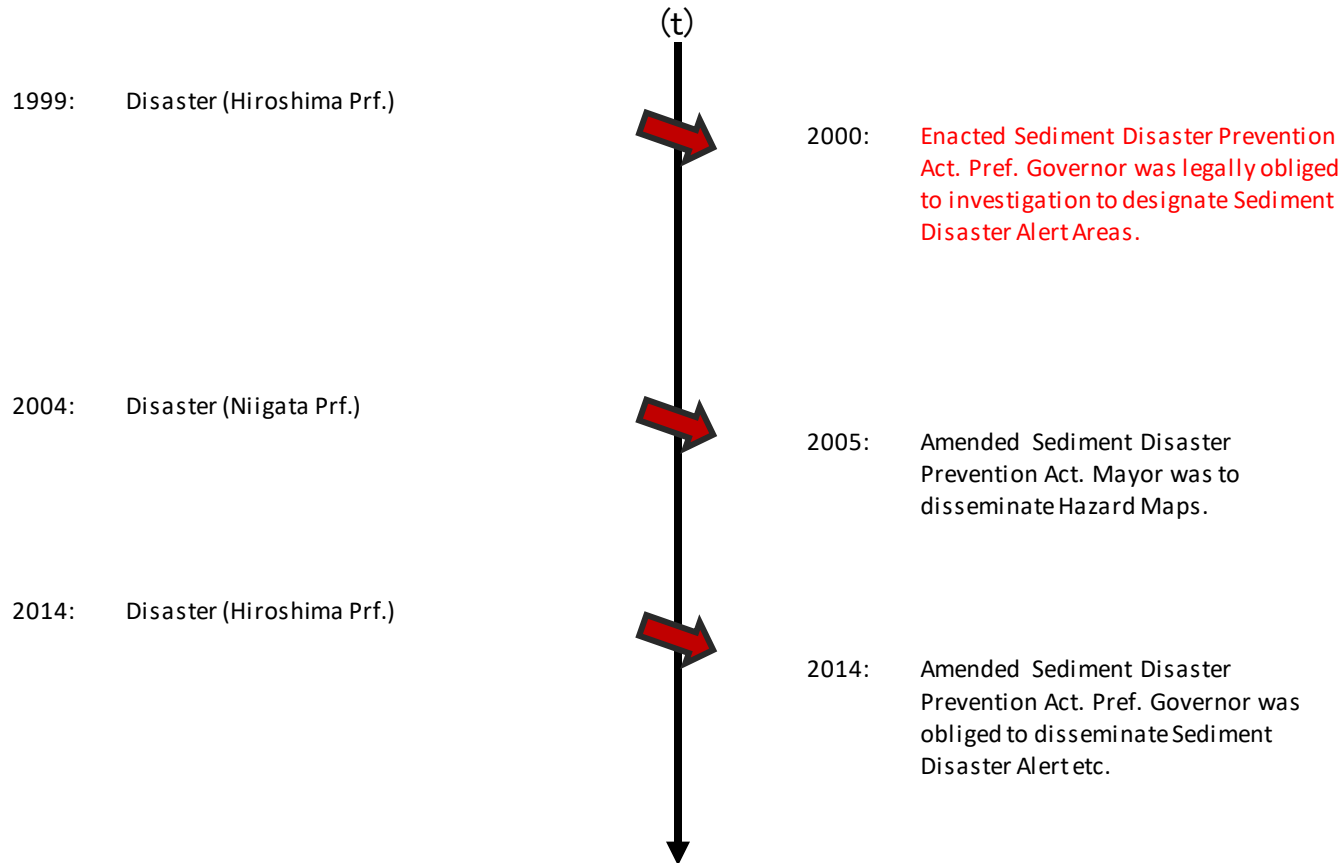 (t)
1999: Disaster (Hiroshima Prf.)
2000: Enacted Sediment Disaster Prevention
Act. Pref. Governor was legally obliged
to investigation to designate Sediment
Disaster Alert Areas.
2004: Disaster (Niigata Prf.)
2005: Amended Sediment Disaster
Prevention Act. Mayor was to
disseminate Hazard Maps.
2014: Disaster (Hiroshima Prf.)
2014: Amended Sediment Disaster
Prevention Act. Pref. Governor was
obliged to disseminate Sediment
Disaster Alert etc.